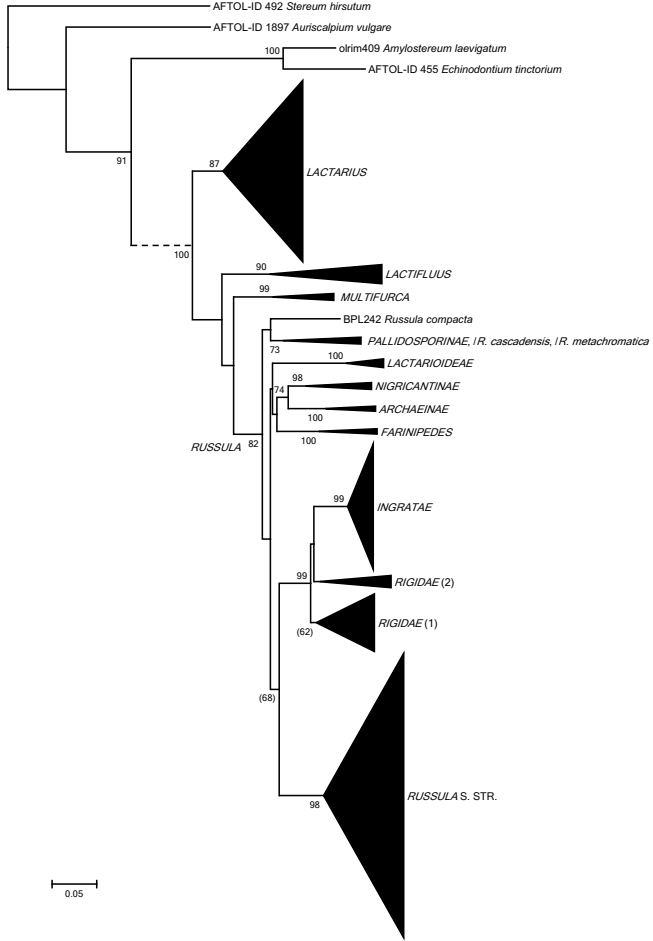 AFTOL-ID 492 Stereum hirsutum
AFTOL-ID 1897 Auriscalpium vulgare
100
olrim409 Amylostereum laevigatum
AFTOL-ID 455 Echinodontium tinctorium
91
87
LACTARIUS
100
90
LACTIFLUUS
99
MULTIFURCA
BPL242 Russula compacta
73
PALLIDOSPORINAE, /R. cascadensis, /R. metachromatica
100
LACTARIOIDEAE
74
98
NIGRICANTINAE
100
ARCHAEINAE
100
FARINIPEDES
RUSSULA
82
99
INGRATAE
99
RIGIDAE (2)
(62)
RIGIDAE (1)
(68)
98
RUSSULA S. STR.
0.05